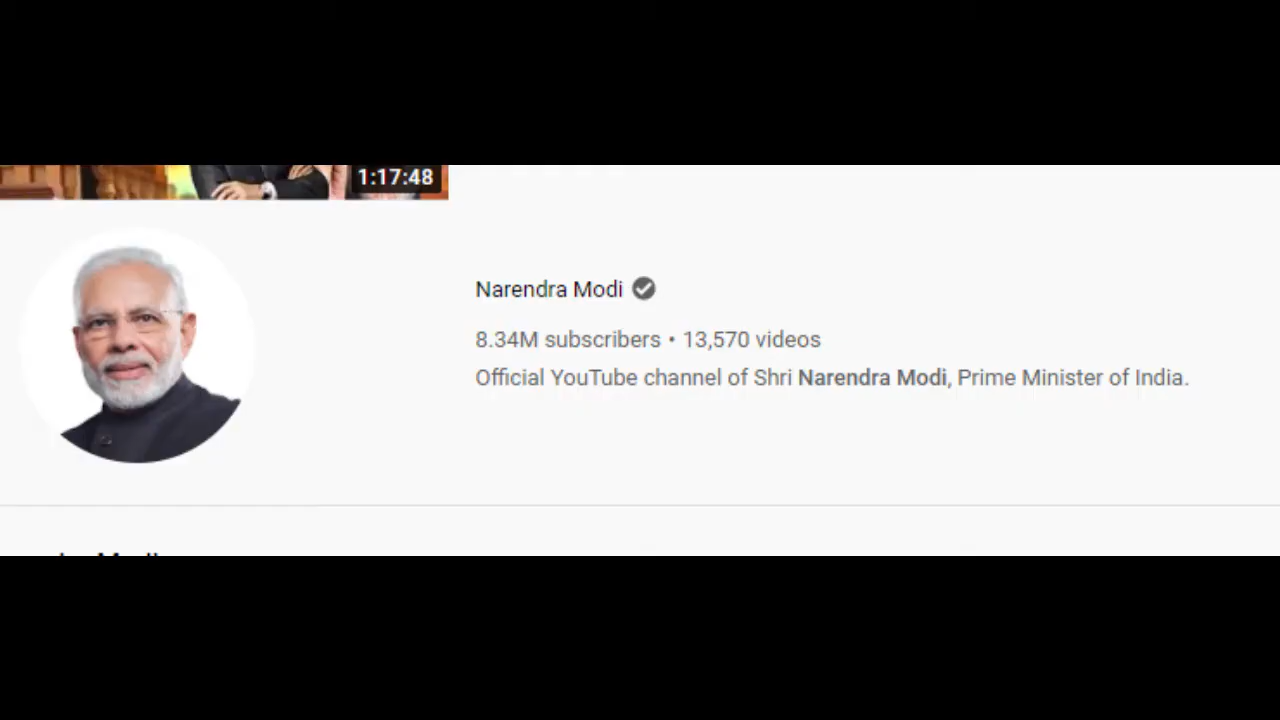 1:17:48
Narendra Modi
8.34M subscribers • 13,570 videos
Official YouTube channel of Shri Narendra Modi, Prime Minister of India.